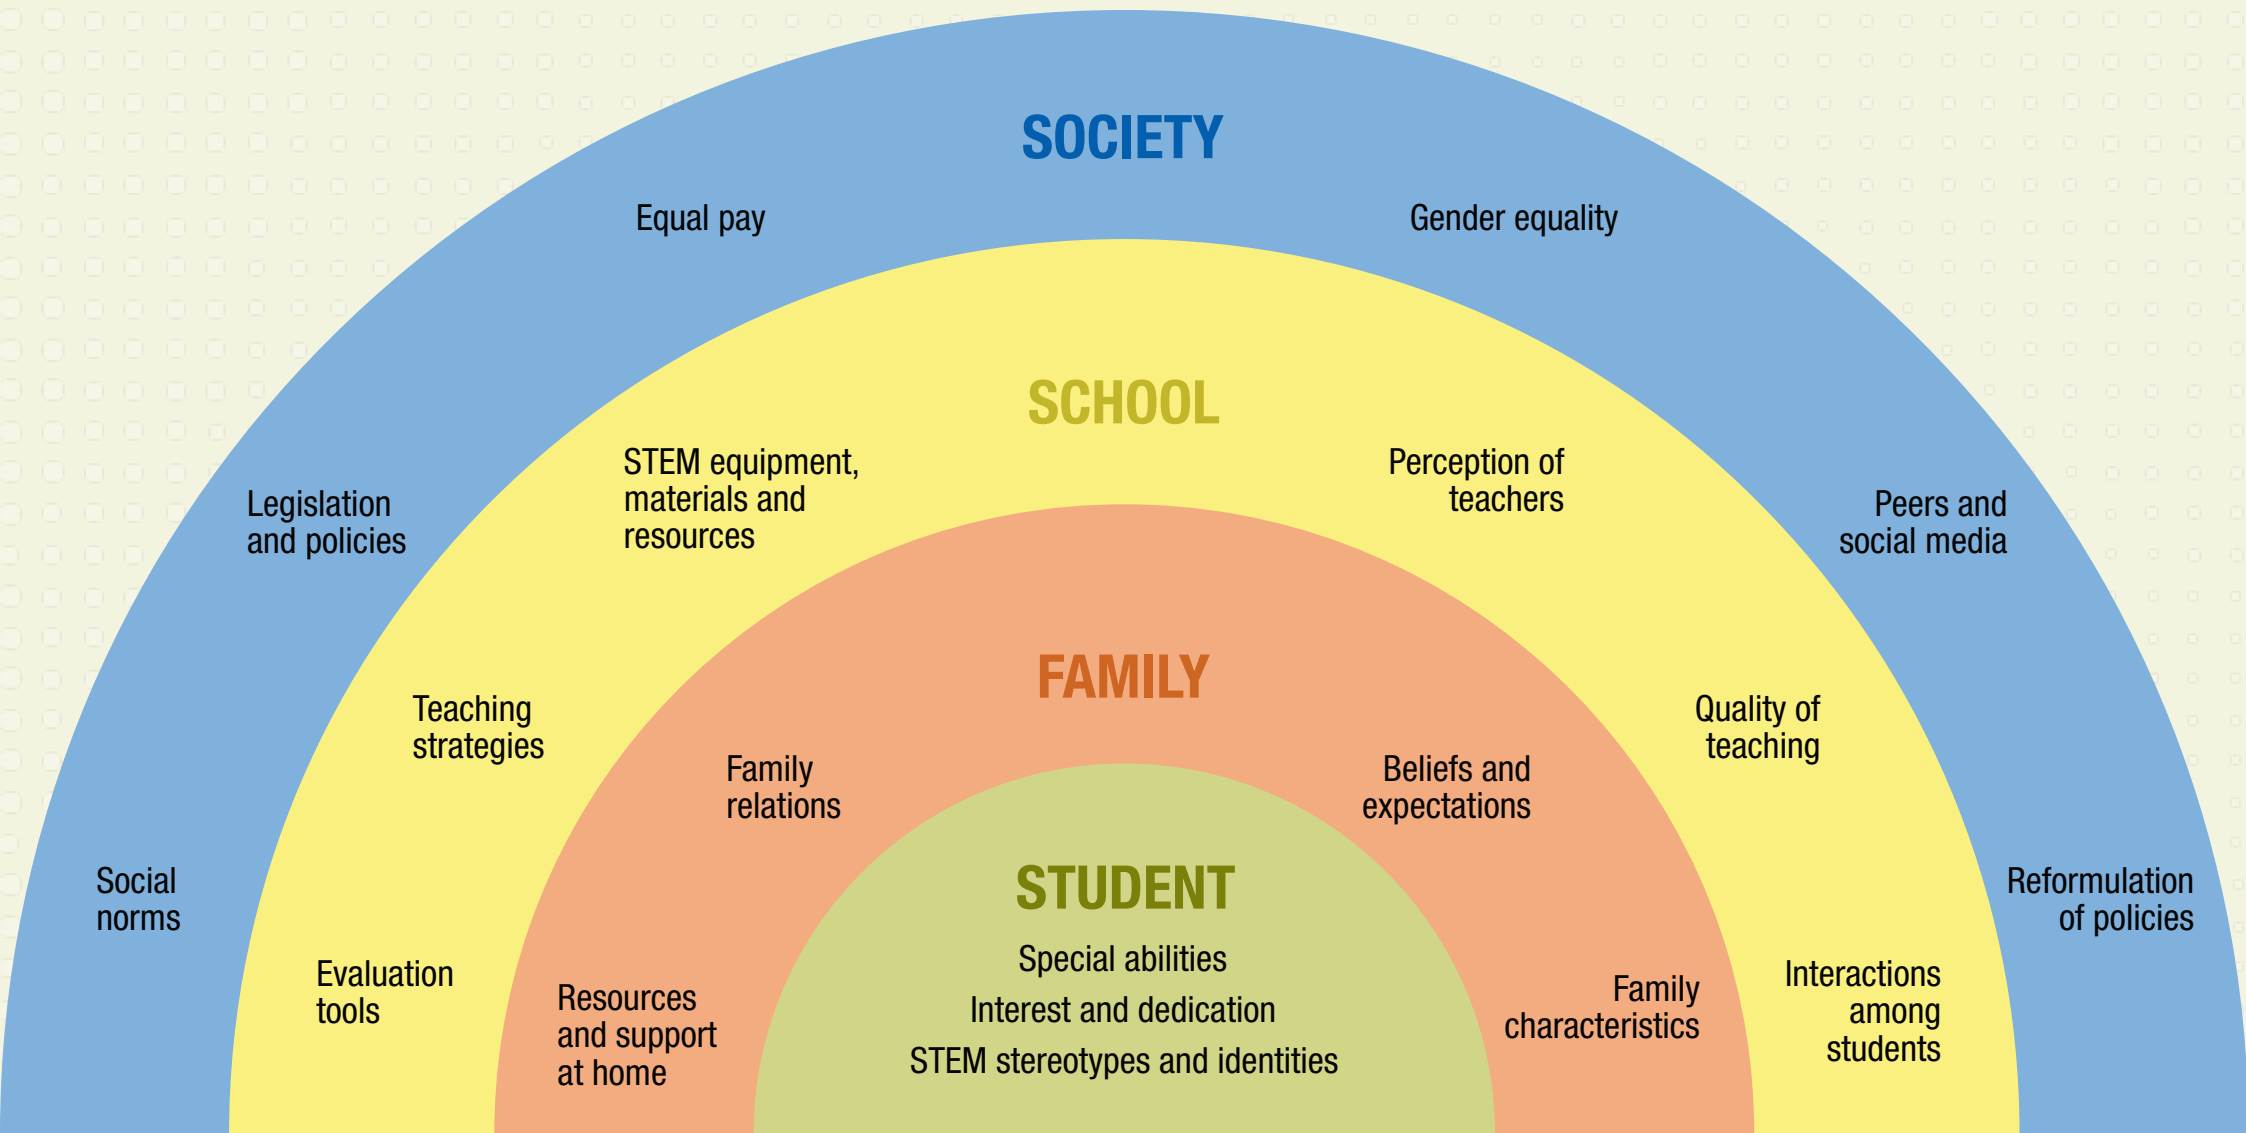 SOCIETY
Equal pay
Gender equality
Legislation
and policies
Peers and
social media
Social
norms
Reformulation
of policies
SCHOOL
STEM equipment,
materials and
resources
Perception of
teachers
Teaching
strategies
Quality of
teaching
Evaluation
tools
Interactions
among
students
FAMILY
Family
relations
Beliefs and
expectations
Resources
and support
at home
Family
characteristics
STUDENT
Special abilities
Interest and dedication
STEM stereotypes and identities